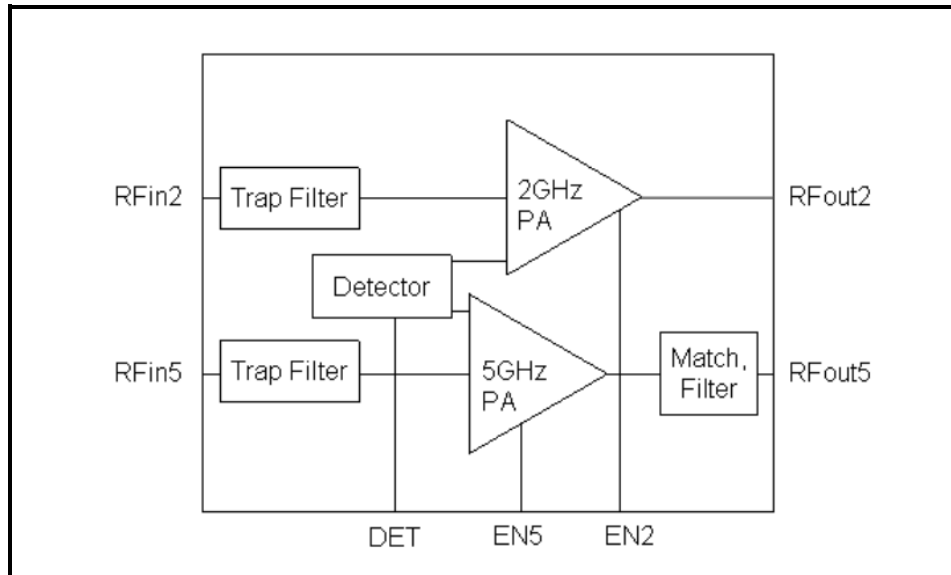 RFin2
Trap Filter
2GHz
PA
RFout2
Detector
RFin5
Trap Filter
5GHz
PA
Match,
Filter
RFout5
DET
EN5
EN2